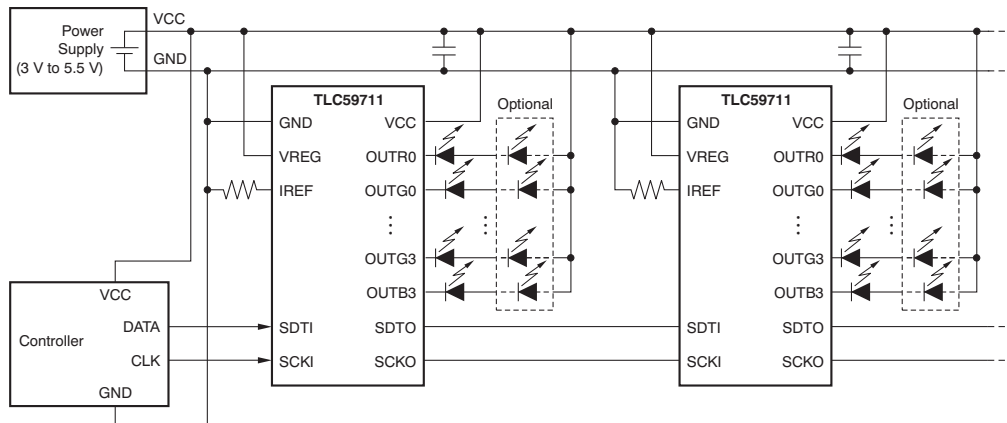 VCC
Power
Supply
(3 V to 5.5 V)
GND
TLC59711
GND
VREG
IREF
SDTI
SCKI
VCC
OUTR0
OUTG0
OUTG3
OUTB3
SDTO
SCKO
Optional
TLC59711
GND
VREG
IREF
SDTI
SCKI
VCC
OUTR0
OUTG0
OUTG3
OUTB3
SDTO
SCKO
Optional
VCC
Controller
DATA
CLK
GND